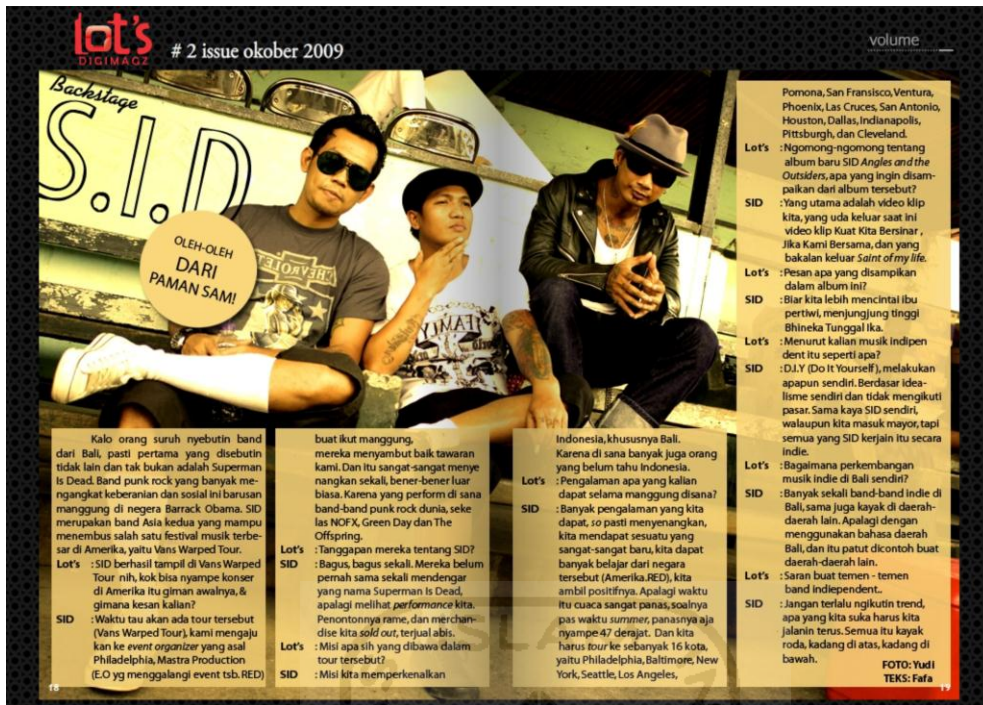 lot's
DIGIMAGZ
# 2 issue okober 2009
volume
Backstage
S.I.D
OLEH-OLEH
DARI
PAMAN SAM!
CHEVROLET
FAMILY
Kalo orang suruh nyebutin band
dari Bali, pasti pertama yang disebutin
tidak lain dan tak bukan adalah Superman
Is Dead. Band punk rock yang banyak me-
ngangkat keberanian dan sosial ini barusan
manggung di negera Barrack Obama. SID
merupakan band Asia kedua yang mampu
menembus salah satu festival musik terbe-
sar di Amerika, yaitu Vans Warped Tour.
Lot's : SID berhasil tampil di Vans Warped
Tour nih, kok bisa nyampe konser
di Amerika itu giman awalnya, &
gimana kesan kalian?
SID : Waktu tau akan ada tour tersebut
(Vans Warped Tour), kami mengaju
kan ke event organizer yang asal
Philadelphia, Mastra Production
(E.O yg menggalangi event tsb. RED)
18
buat ikut manggung,
mereka menyambut baik tawaran
kami. Dan itu sangat-sangat menye
nangkan sekali, bener-bener luar
biasa. Karena yang perform di sana
band-band punk rock dunia, seke
las NOFX, Green Day dan The
Offspring.
Lot's : Tanggapan mereka tentang SID?
SID : Bagus, bagus sekali. Mereka belum
pernah sama sekali mendengar
yang nama Superman Is Dead,
apalagi melihat performance kita.
Penontonnya rame, dan merchan-
dise kita sold out, terjual abis.
Lot's : Misi apa sih yang dibawa dalam
tour tersebut?
SID : Misi kita memperkenalkan
Indonesia, khususnya Bali.
Karena di sana banyak juga orang
yang belum tahu Indonesia.
Lot's : Pengalaman apa yang kalian
dapat selama manggung disana?
SID : Banyak pengalaman yang kita
dapat, so pasti menyenangkan,
kita mendapat sesuatu yang
sangat-sangat baru, kita dapat
banyak belajar dari negara
tersebut (Amerika.RED), kita
ambil positifnya. Apalagi waktu
itu cuaca sangat panas, soalnya
pas waktu summer, panasnya aja
nyampe 47 derajat. Dan kita
harus tour ke sebanyak 16 kota,
yaitu Philadelphia, Baltimore, New
York, Seattle, Los Angeles,
Pomona, San Fransisco, Ventura,
Phoenix, Las Cruces, San Antonio,
Houston, Dallas, Indianapolis,
Pittsburgh, dan Cleveland.
Lot's : Ngomong-ngomong tentang
album baru SID Angles and the
Outsiders, apa yang ingin disam-
paikan dari album tersebut?
SID : Yang utama adalah video klip
kita, yang uda keluar saat ini
video klip Kuat Kita Bersinar ,
Jika Kami Bersama, dan yang
bakalan keluar Saint of my life.
Lot's : Pesan apa yang disampikan
dalam album ini?
SID : Biar kita lebih mencintai ibu
pertiwi, menjungjung tinggi
Bhineka Tunggal Ika.
Lot's : Menurut kalian musik indipen
dent itu seperti apa?
SID : D.I.Y (Do It Yourself ), melakukan
apapun sendiri. Berdasar idea-
lisme sendiri dan tidak mengikuti
pasar. Sama kaya SID sendiri,
walaupun kita masuk mayor, tapi
semua yang SID kerjain itu secara
indie.
Lot's : Bagaimana perkembangan
musik indie di Bali sendiri?
SID : Banyak sekali band-band indie di
Bali, sama juga kayak di daerah-
daerah lain. Apalagi dengan
menggunakan bahasa daerah
Bali, dan itu patut dicontoh buat
daerah-daerah lain.
Lot's : Saran buat temen - temen
band indiependent..
SID : Jangan terlalu ngikutin trend,
apa yang kita suka harus kita
jalanin terus. Semua itu kayak
roda, kadang di atas, kadang di
bawah.
FOTO: Yudi
TEKS: Fafa
19